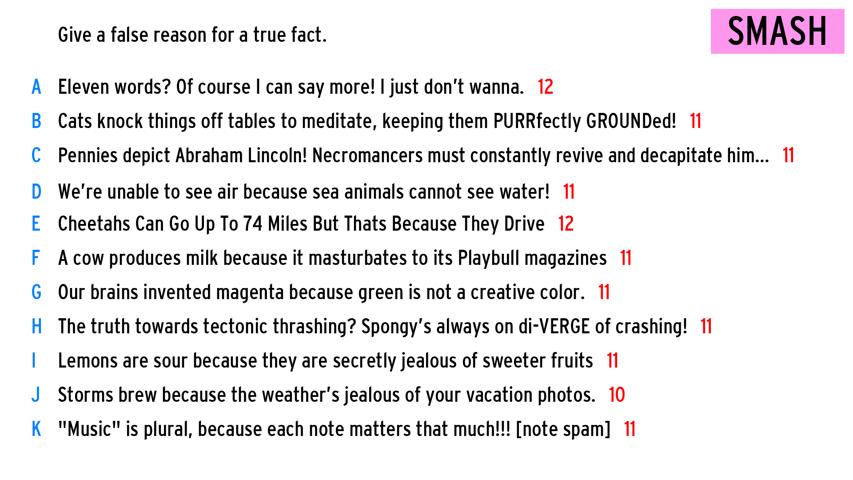 Give a false reason for a true fact.
SMASH
A Eleven words? Of course I can say more! I just don't wanna. 12
B Cats knock things off tables to meditate, keeping them PURRfectly GROUNDed! 11
C Pennies depict Abraham Lincoln! Necromancers must constantly revive and decapitate him... 11
D We're unable to see air because sea animals cannot see water! 11
E Cheetahs Can Go Up To 74 Miles But Thats Because They Drive 12
F A cow produces milk because it masturbates to its Playbull magazines 11
G Our brains invented magenta because green is not a creative color. 11
H The truth towards tectonic thrashing? Spongy's always on di-VERGE of crashing! 11
I Lemons are sour because they are secretly jealous of sweeter fruits 11
J Storms brew because the weather's jealous of your vacation photos. 10
K "Music" is plural, because each note matters that much!!! [note spam] 11